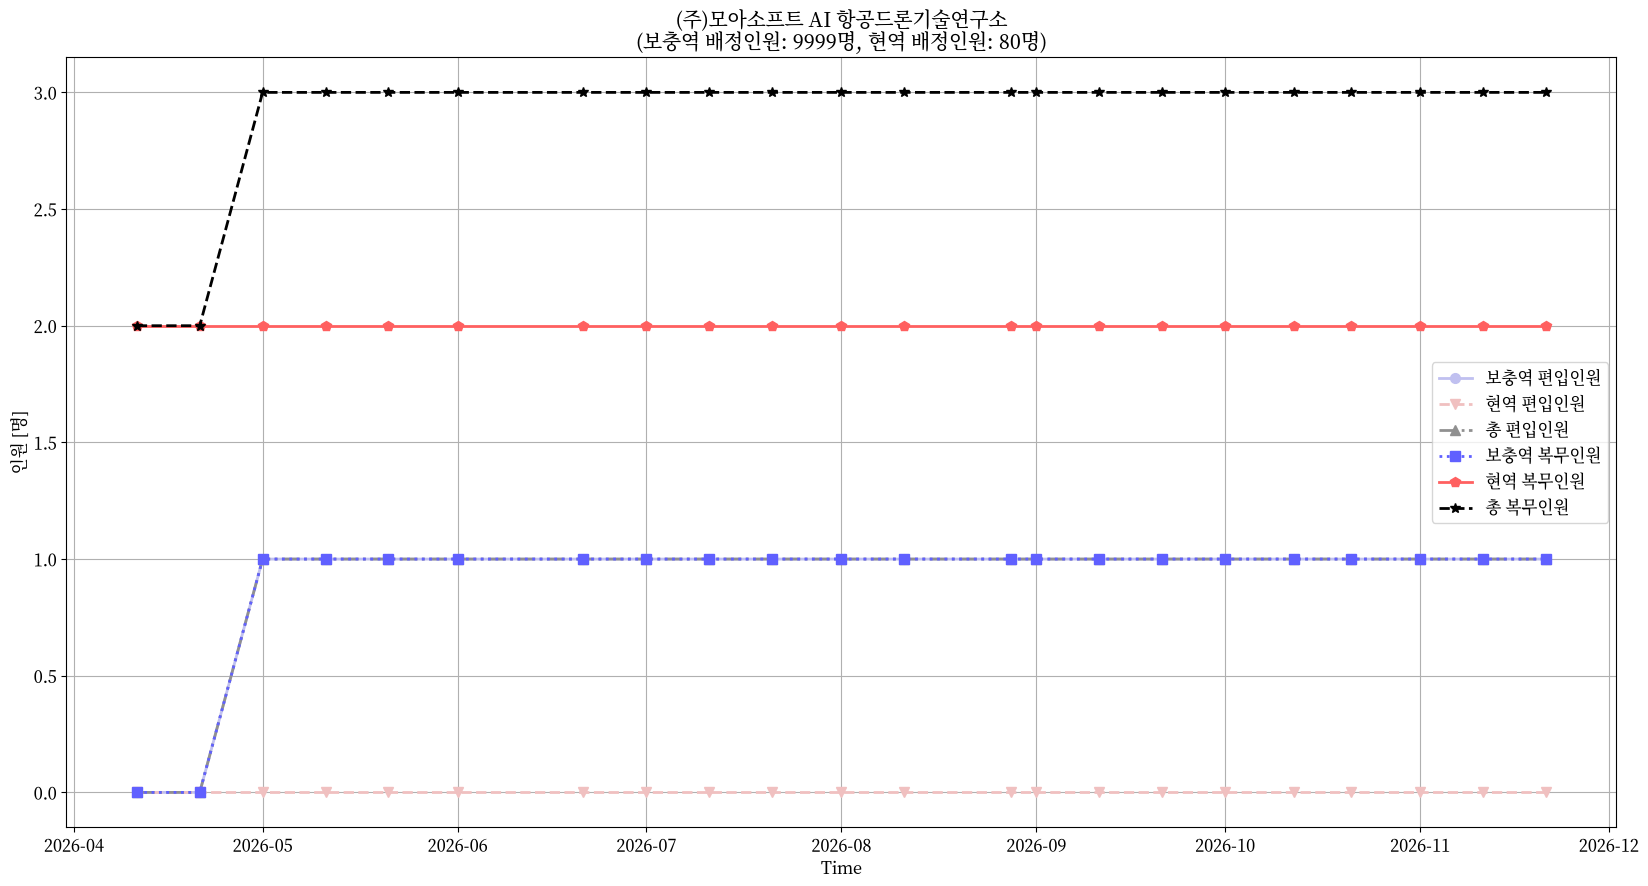 (주)모아소프트 AI 항공드론기술연구소
(보충역 배정인원: 9999명, 현역 배정인원: 80명)
3.0
2.5
2.0
1.5
1.0
0.5
0.0
인원 [명]
보충역 편입인원
현역 편입인원
총 편입인원
보충역 복무인원
현역 복무인원
총 복무인원
2026-04 2026-05 2026-06 2026-07 2026-08 2026-09 2026-10 2026-11 2026-12
Time